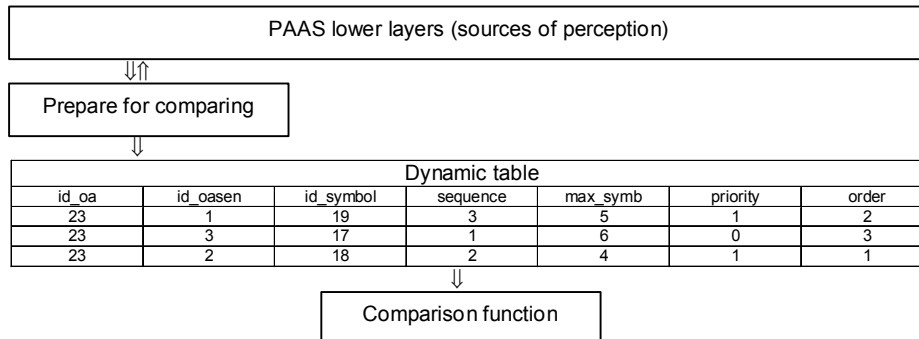 PAAS lower layers (sources of perception)
⇓⇑
Prepare for comparing
⇓
Dynamic table
id_oa id_oasen id_symbol sequence max_symb priority order
23 1 19 3 5 1 2
23 3 17 1 6 0 3
23 2 18 2 4 1 1
⇓
Comparison function